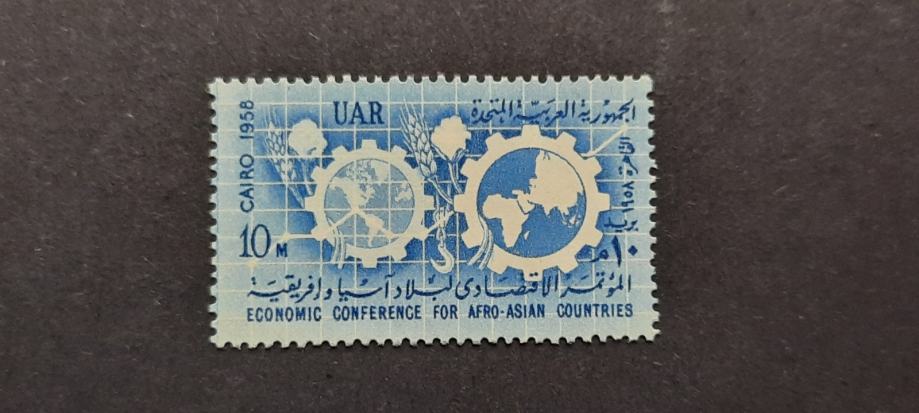 UAR
الجمهورية العربية المتحدة
CAIRO 1958
القاهرة ١٩٥٨
بريد
10 M
١٠ م
المؤتمر الاقتصادى لبلاد آسيا وافريقية
ECONOMIC CONFERENCE FOR AFRO-ASIAN COUNTRIES